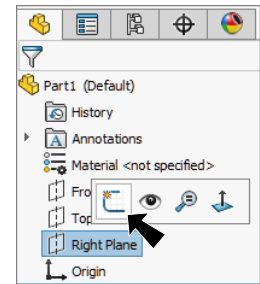 Part1 (Default)
History
Annotations
Material <not specified>
Fro
Top
Right Plane
Origin